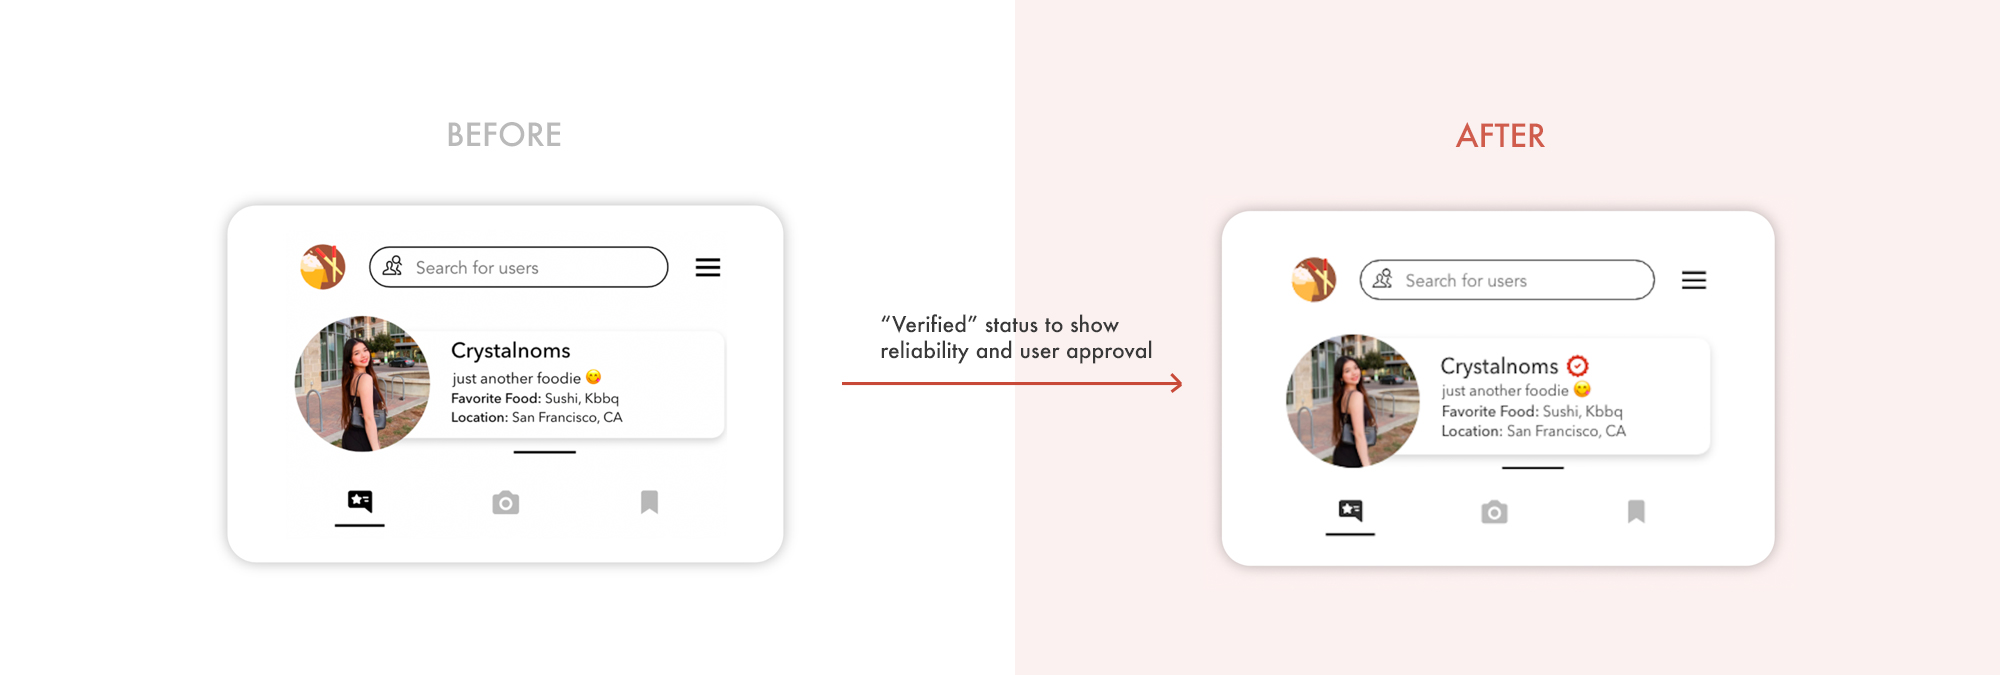 BEFORE
Search for users
Crystalnoms
just another foodie 😋
Favorite Food: Sushi, Kbbq
Location: San Francisco, CA
“Verified” status to show
reliability and user approval
AFTER
Search for users
Crystalnoms
just another foodie 😋
Favorite Food: Sushi, Kbbq
Location: San Francisco, CA